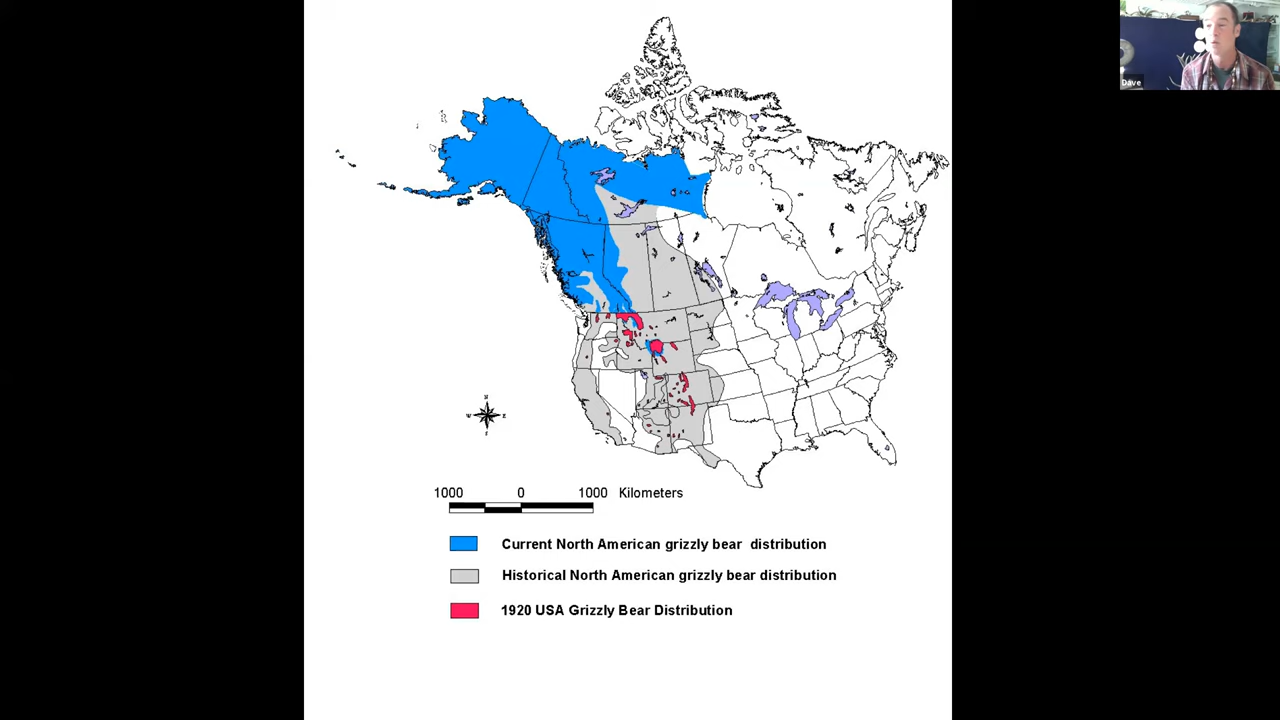 Dave
N
W
E
1000 0 1000 Kilometers
Current North American grizzly bear distribution
Historical North American grizzly bear distribution
1920 USA Grizzly Bear Distribution